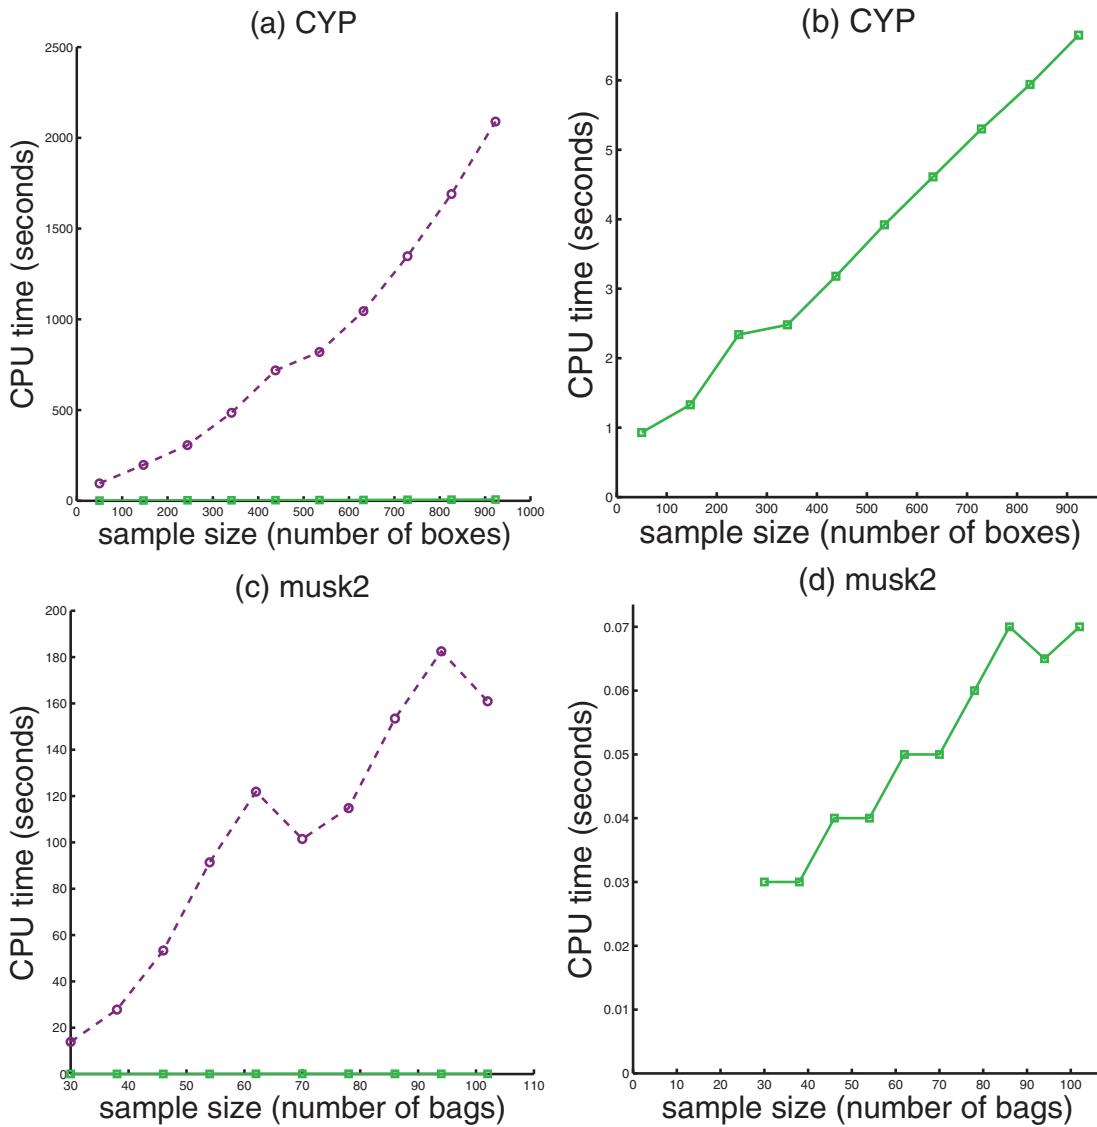 (a) CYP
2500
2000
1500
1000
500
0
0 100 200 300 400 500 600 700 800 900 1000
CPU time (seconds)
sample size (number of boxes)
(b) CYP
6
5
4
3
2
1
0
0 100 200 300 400 500 600 700 800 900
CPU time (seconds)
sample size (number of boxes)
(c) musk2
200
180
160
140
120
100
80
60
40
20
0
30 40 50 60 70 80 90 100 110
CPU time (seconds)
sample size (number of bags)
(d) musk2
0.07
0.06
0.05
0.04
0.03
0.02
0.01
0
0 10 20 30 40 50 60 70 80 90 100
CPU time (seconds)
sample size (number of bags)